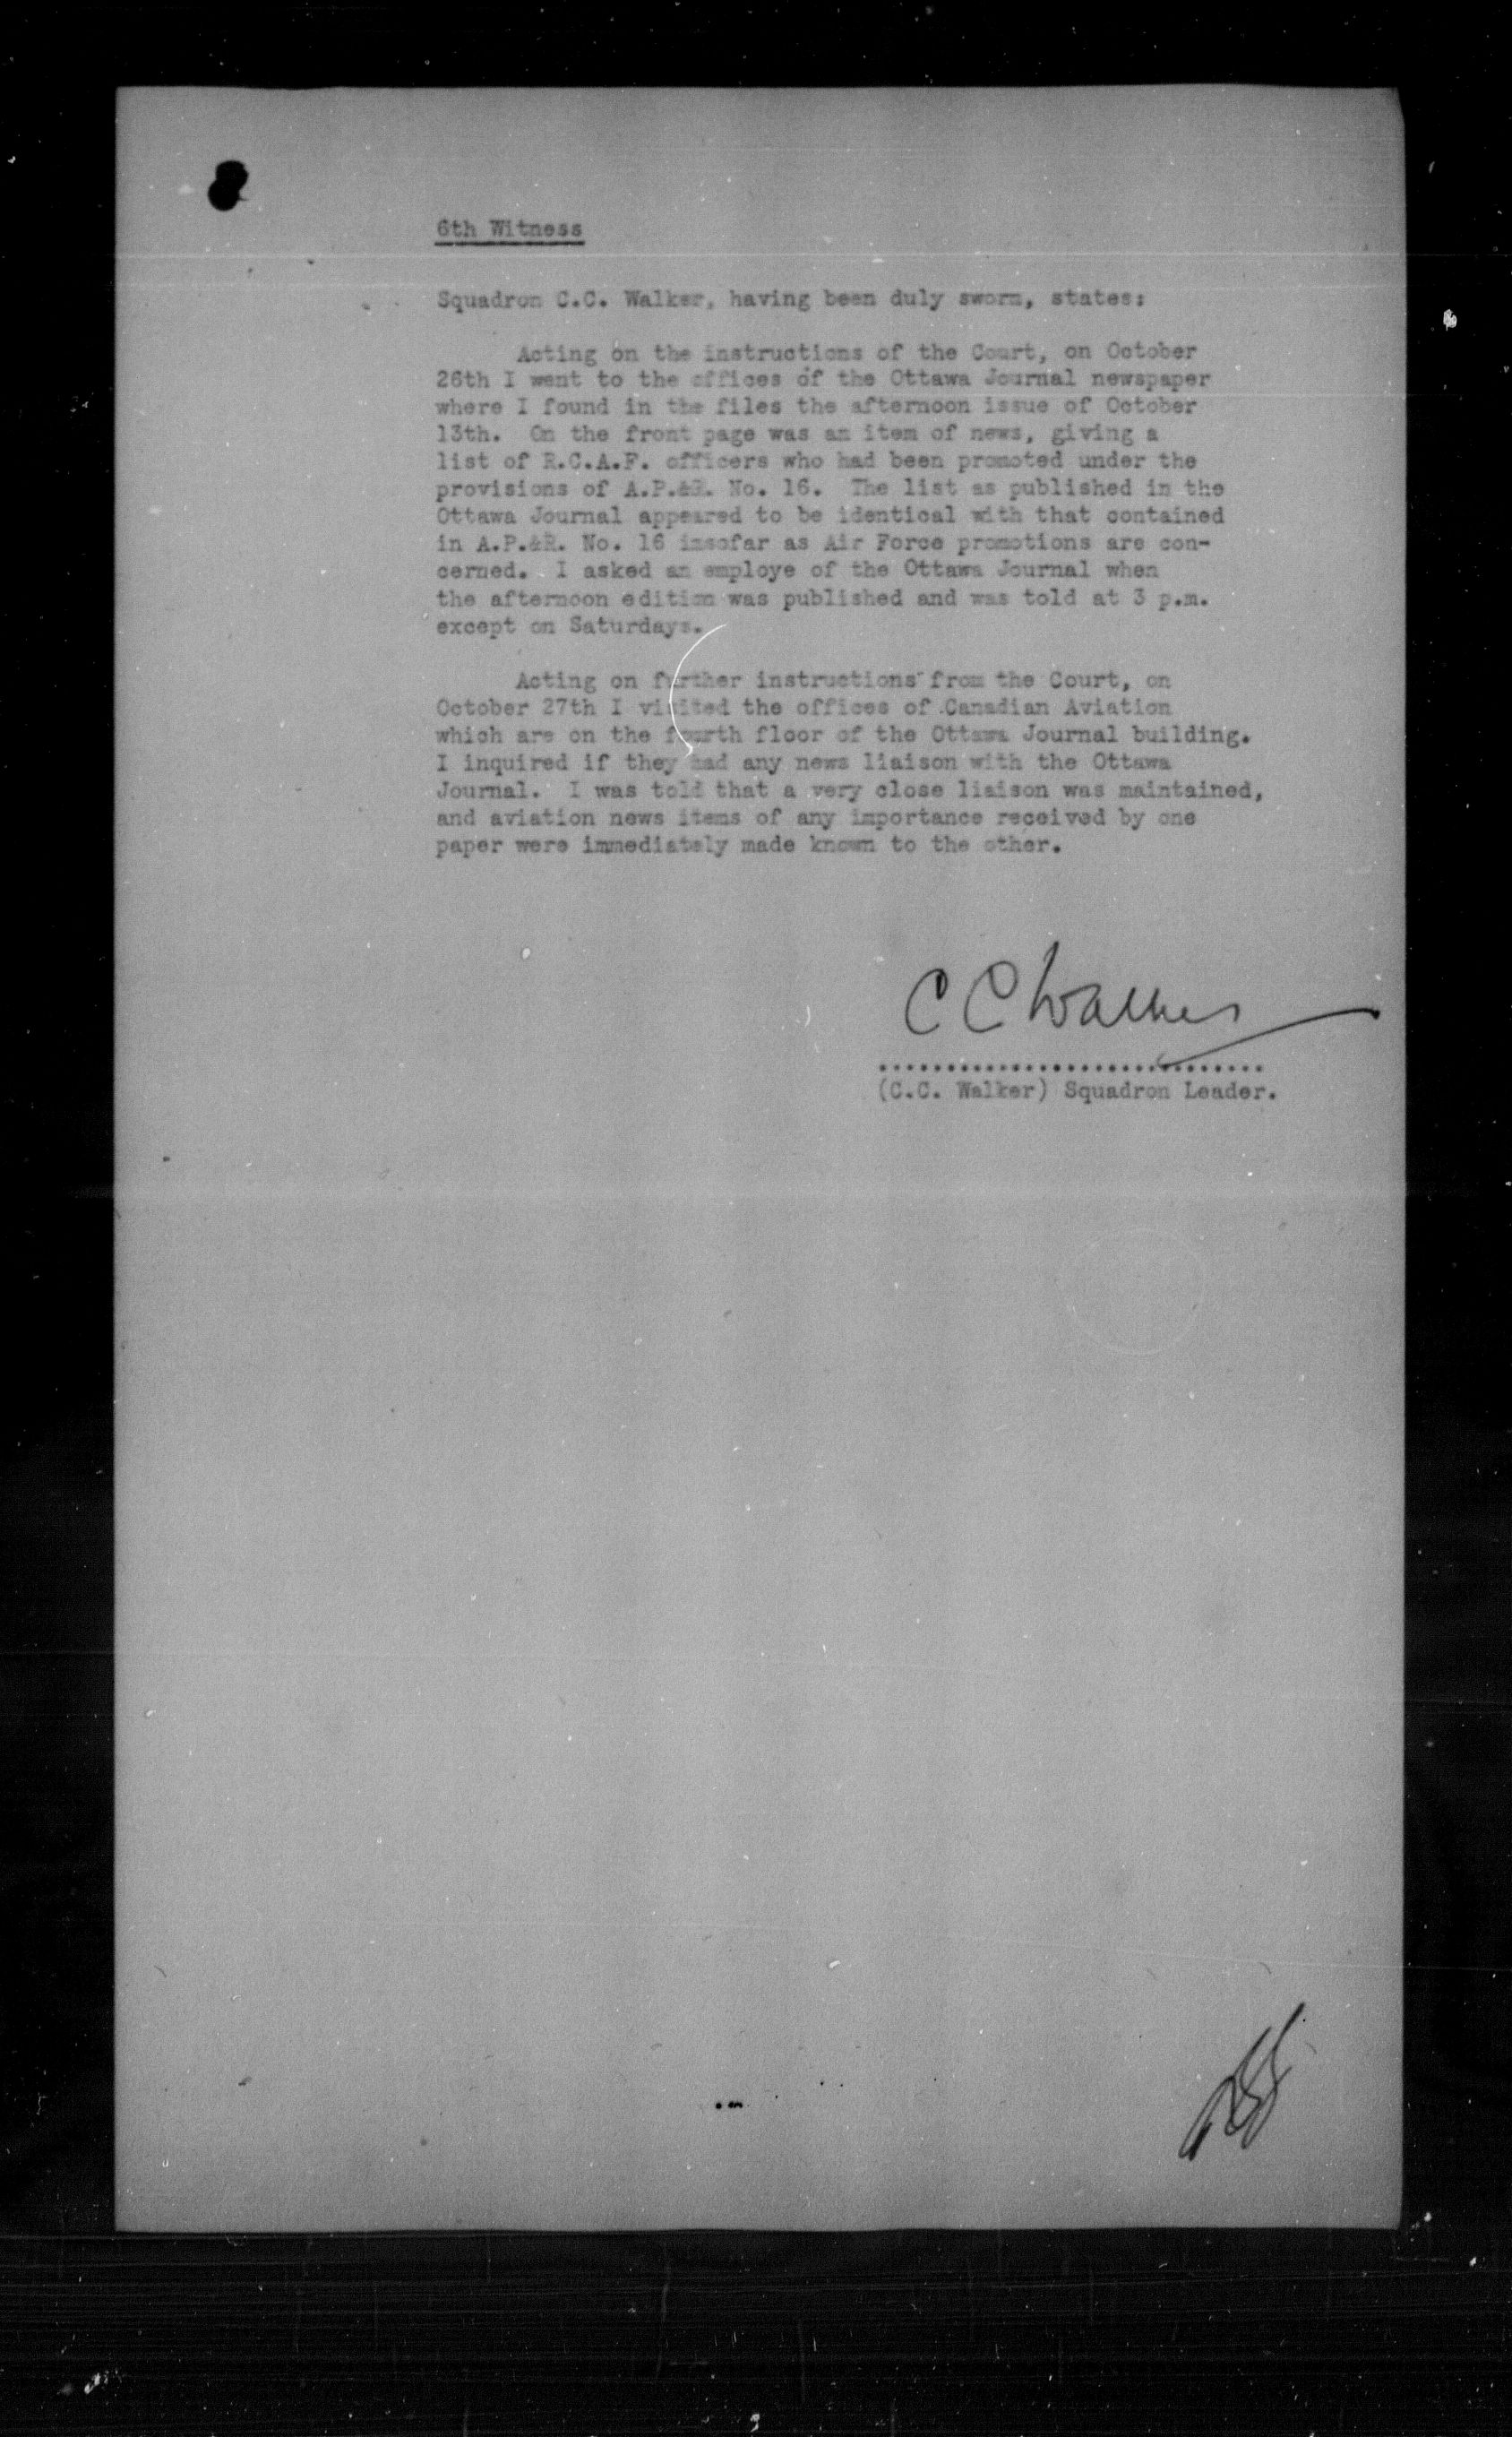 6th Witness
Squadron C.C. Walker, having been duly sworn, states:
Acting on the instructions of the Court, on October
26th I went to the offices of the Ottawa Journal newspaper
where I found in the files the afternoon issue of October
13th. On the front page was an item of news, giving a
list of R.C.A.F. officers who had been promoted under the
provisions of A.P.&R. No. 16. The list as published in the
Ottawa Journal appeared to be identical with that contained
in A.P.&R. No. 16 insofar as Air Force promotions are con-
cerned. I asked an employe of the Ottawa Journal when
the afternoon edition was published and was told at 3 p.m.
except on Saturdays.
Acting on further instructions from the Court, on
October 27th I visited the offices of Canadian Aviation
which are on the fourth floor of the Ottawa Journal building.
I inquired if they had any news liaison with the Ottawa
Journal. I was told that a very close liaison was maintained,
and aviation news items of any importance received by one
paper were immediately made known to the other.
C C Walker
(C.C. Walker) Squadron Leader.